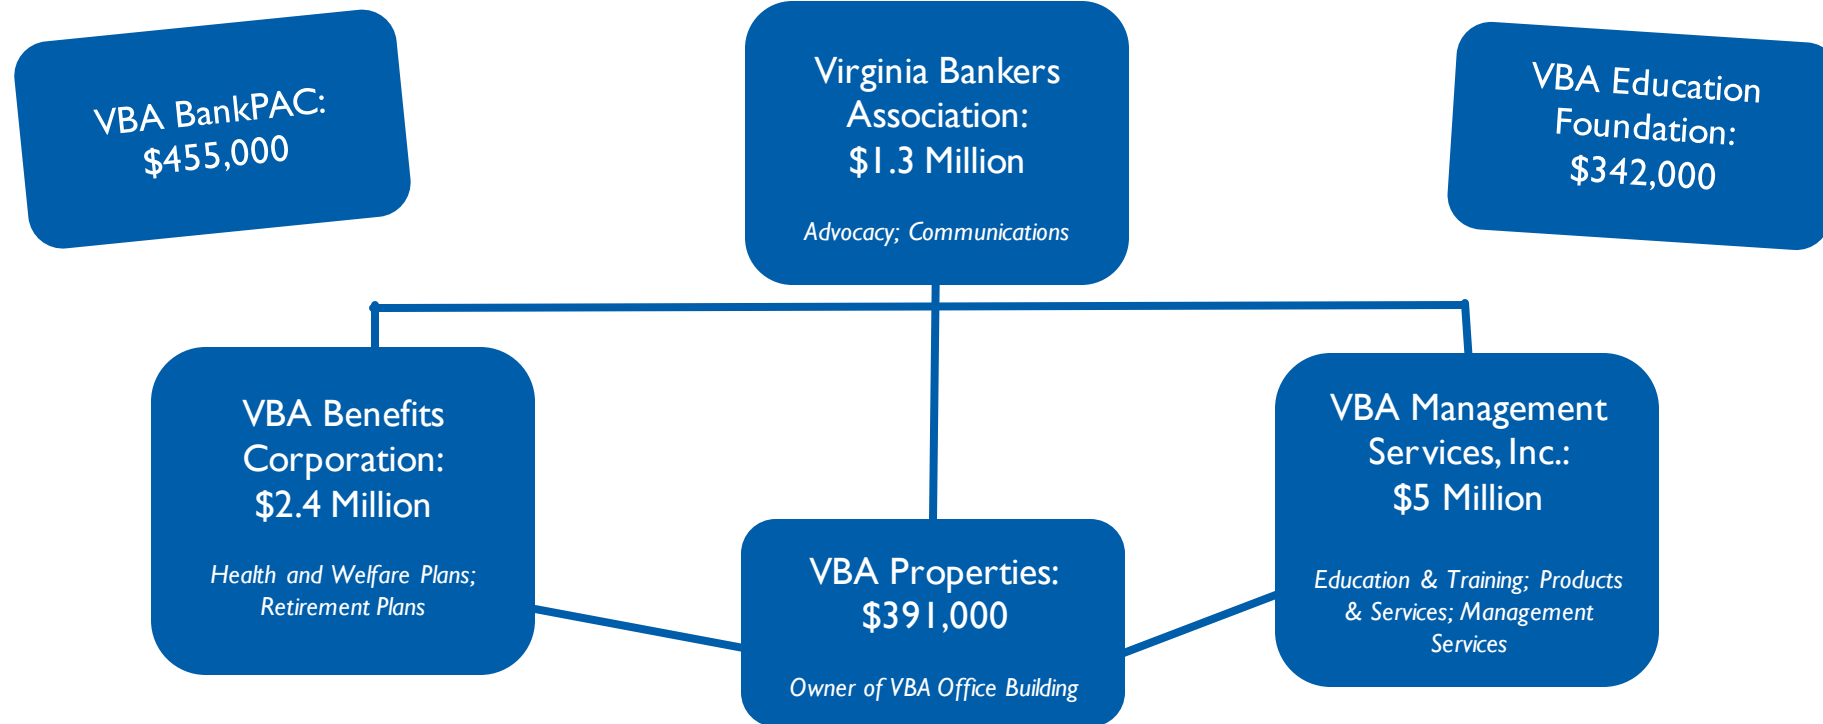 VBA BankPAC:
$455,000
Virginia Bankers
Association:
$1.3 Million
Advocacy; Communications
VBA Education
Foundation:
$342,000
VBA Benefits
Corporation:
$2.4 Million
Health and Welfare Plans;
Retirement Plans
VBA Properties:
$391,000
Owner of VBA Office Building
VBA Management
Services, Inc.:
$5 Million
Education & Training; Products
& Services; Management
Services